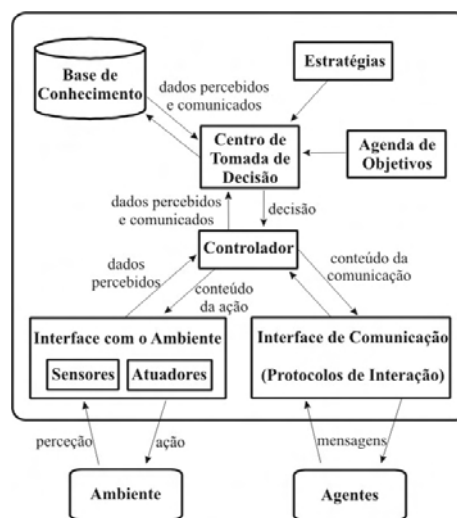 Base de
Conhecimento
Estratégias
dados percebidos
e comunicados
Centro de
Tomada de
Decisão
Agenda de
Objetivos
dados percebidos
e comunicados
decisão
Controlador
dados
percebidos
conteúdo
da ação
conteúdo da
comunicação
Interface com o Ambiente
Sensores
Atuadores
Interface de Comunicação
(Protocolos de Interação)
perceção
ação
mensagens
Ambiente
Agentes